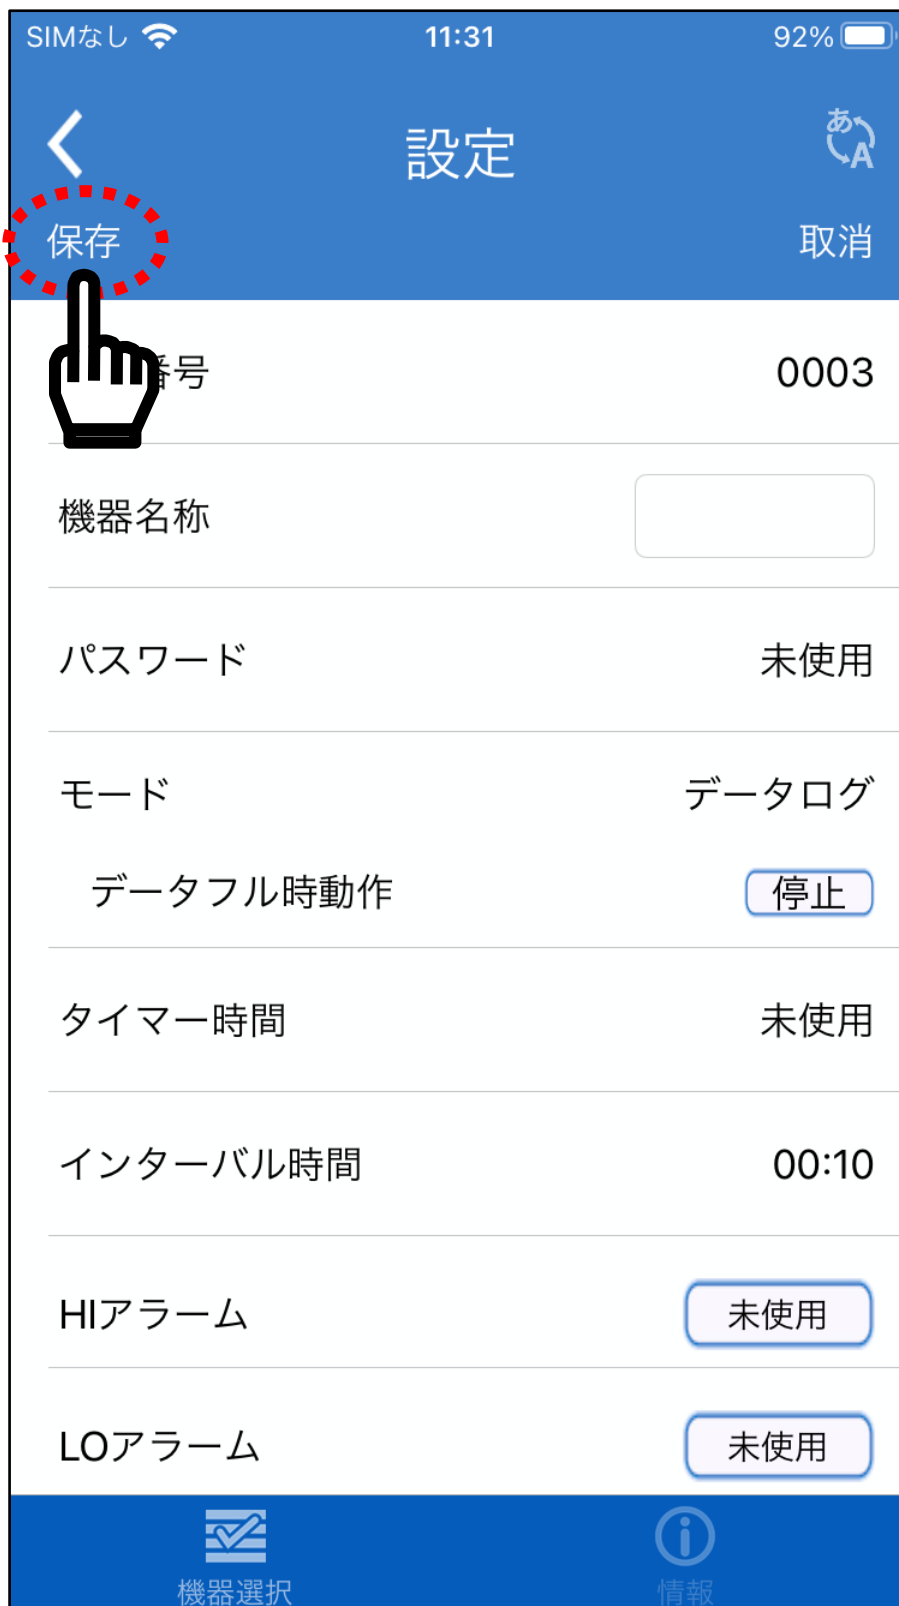 SIMなし 11:31 92%
設定
あ A
保存 取消
番号 0003
機器名称
パスワード 未使用
モード データログ
データフル時動作 停止
タイマー時間 未使用
インターバル時間 00:10
HIアラーム 未使用
LOアラーム 未使用
機器選択 情報